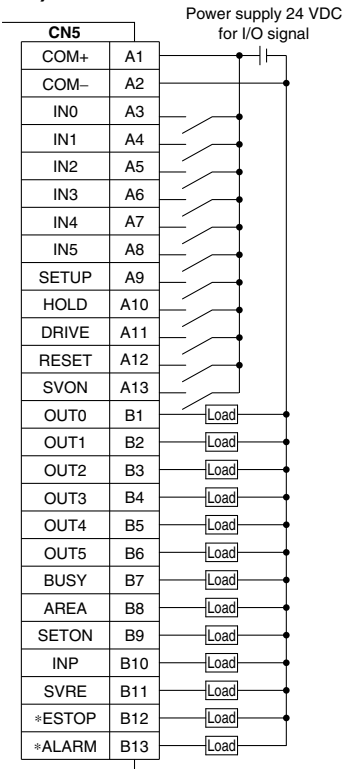 Power supply 24 VDC
for I/O signal
CN5
COM+ A1
COM– A2
IN0 A3
IN1 A4
IN2 A5
IN3 A6
IN4 A7
IN5 A8
SETUP A9
HOLD A10
DRIVE A11
RESET A12
SVON A13
OUT0 B1 Load
OUT1 B2 Load
OUT2 B3 Load
OUT3 B4 Load
OUT4 B5 Load
OUT5 B6 Load
BUSY B7 Load
AREA B8 Load
SETON B9 Load
INP B10 Load
SVRE B11 Load
*ESTOP B12 Load
*ALARM B13 Load